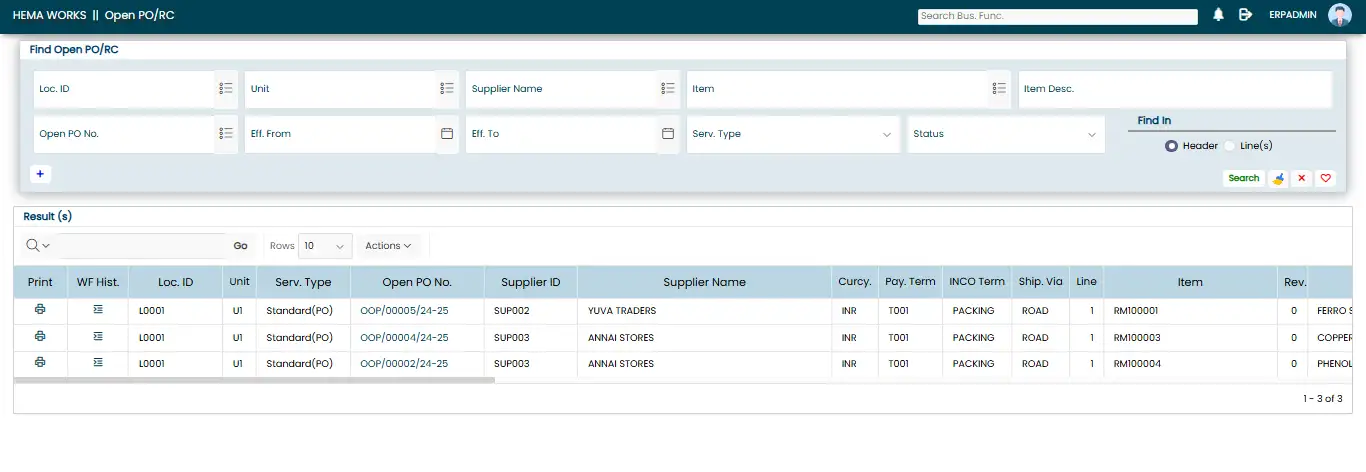 HEMA WORKS || Open PO/RC Search Bus. Func. ERPADMIN
Find Open PO/RC
Loc. ID Unit Supplier Name Item Item Desc.
Open PO No. Eff. From Eff. To Serv. Type Status Find In
Header Line(s)
+ Search
Result (s)
Go Rows 10 Actions
Print WF Hist. Loc. ID Unit Serv. Type Open PO No. Supplier ID Supplier Name Curcy. Pay. Term INCO Term Ship. Via Line Item Rev.
L0001 U1 Standard(PO) OOP/00005/24-25 SUP002 YUVA TRADERS INR T001 PACKING ROAD 1 RM100001 0 FERRO S
L0001 U1 Standard(PO) OOP/00004/24-25 SUP003 ANNAI STORES INR T001 PACKING ROAD 1 RM100003 0 COPPER
L0001 U1 Standard(PO) OOP/00002/24-25 SUP003 ANNAI STORES INR T001 PACKING ROAD 1 RM100004 0 PHENOL
1 - 3 of 3